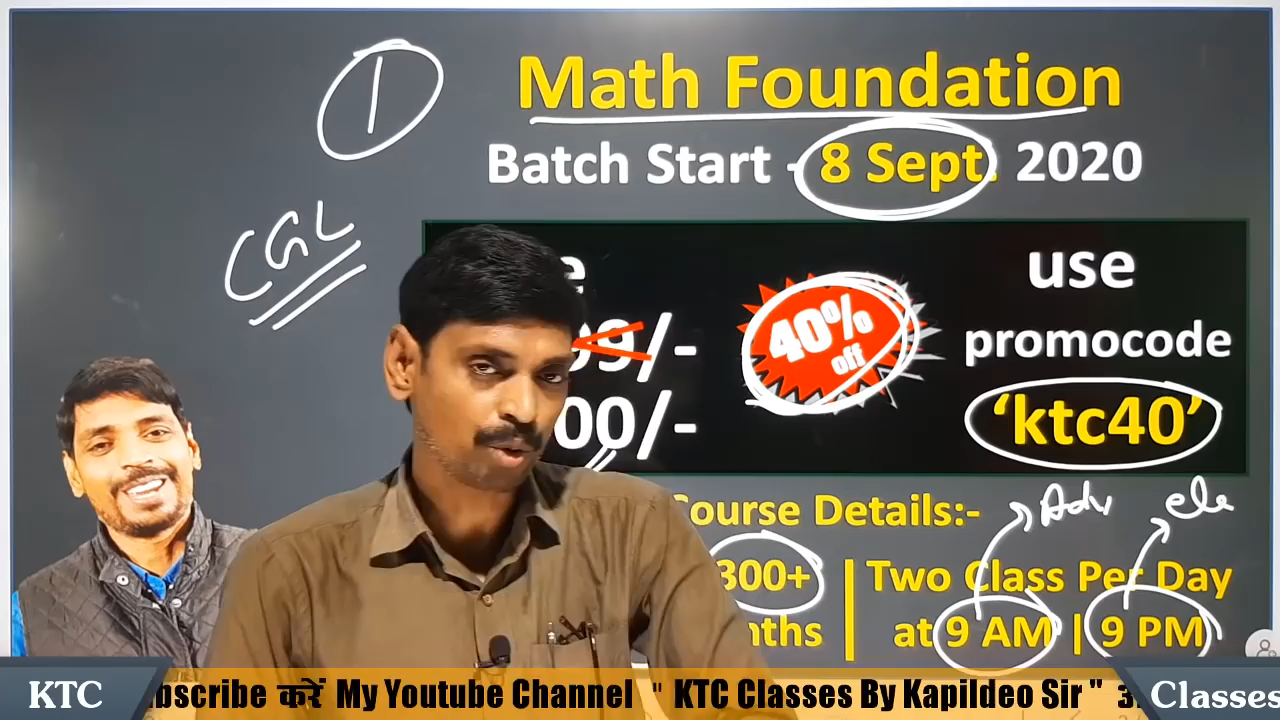 1
Math Foundation
Batch Start - 8 Sept. 2020
CGL
e
use
99/-
40%
off
promocode
00/-
'ktc40'
Course Details:-
Adv
ele
300+
Two Class Per Day
nths
at 9 AM | 9 PM
KTC
bscribe करें My Youtube Channel " KTC Classes By Kapildeo Sir "
Classes